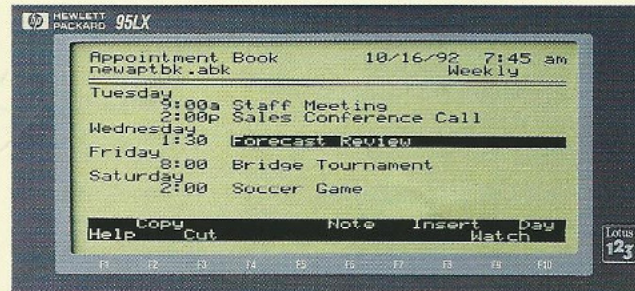 hp HEWLETT
PACKARD 95LX
Appointment Book 10/16/92 7:45 am
newaptbk.abk Weekly
Tuesday
9:00a Staff Meeting
2:00p Sales Conference Call
Wednesday
1:30 Forecast Review
Friday
8:00 Bridge Tournament
Saturday
2:00 Soccer Game
Copy Note Insert Day
Help Cut Watch
F1 F2 F3 F4 F5 F6 F7 F8 F9 F10
Lotus
123